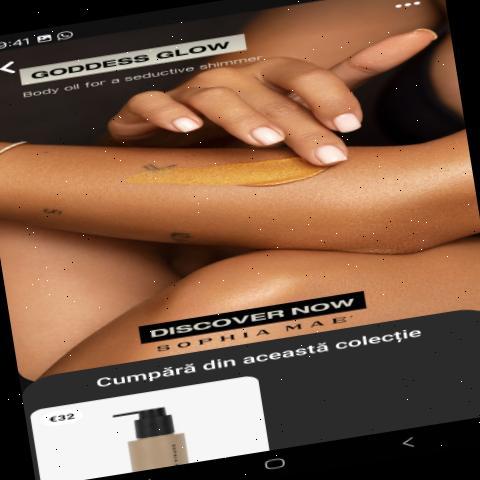 9:41
GODDESS GLOW
Body oil for a seductive shimmer.
DISCOVER NOW
SOPHIA MAE
Cumpără din această colecție
€32